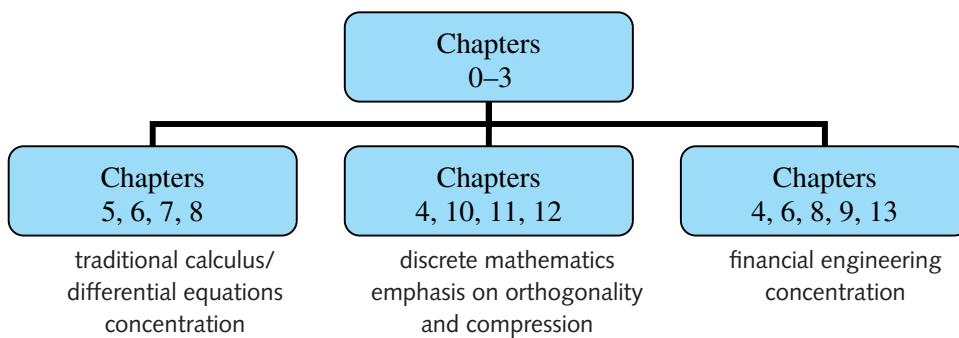 Chapters
0–3
Chapters
5, 6, 7, 8
traditional calculus/
differential equations
concentration
Chapters
4, 10, 11, 12
discrete mathematics
emphasis on orthogonality
and compression
Chapters
4, 6, 8, 9, 13
financial engineering
concentration